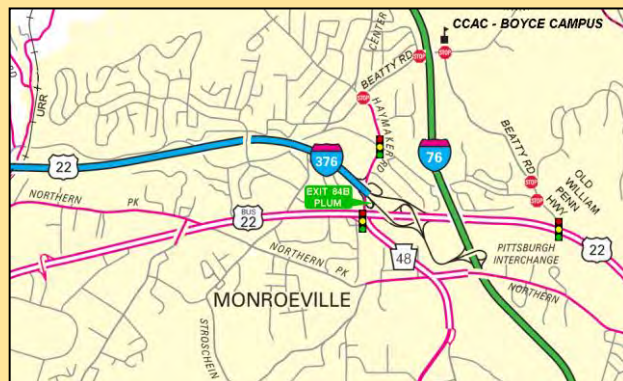 CCAC - BOYCE CAMPUS
STOP
STOP
CENTER
BEATTY RD
STOP
HAYMAKER RD
URR
RD
22
376
76
EXIT 84B
PLUM
BEATTY RD
STOP
STOP
OLD
WILLIAM
PENN
HWY
NORTHERN PK
BUS
22
22
PITTSBURGH
INTERCHANGE
NORTHERN PK
48
NORTHERN
MONROEVILLE
STROSCHEIN